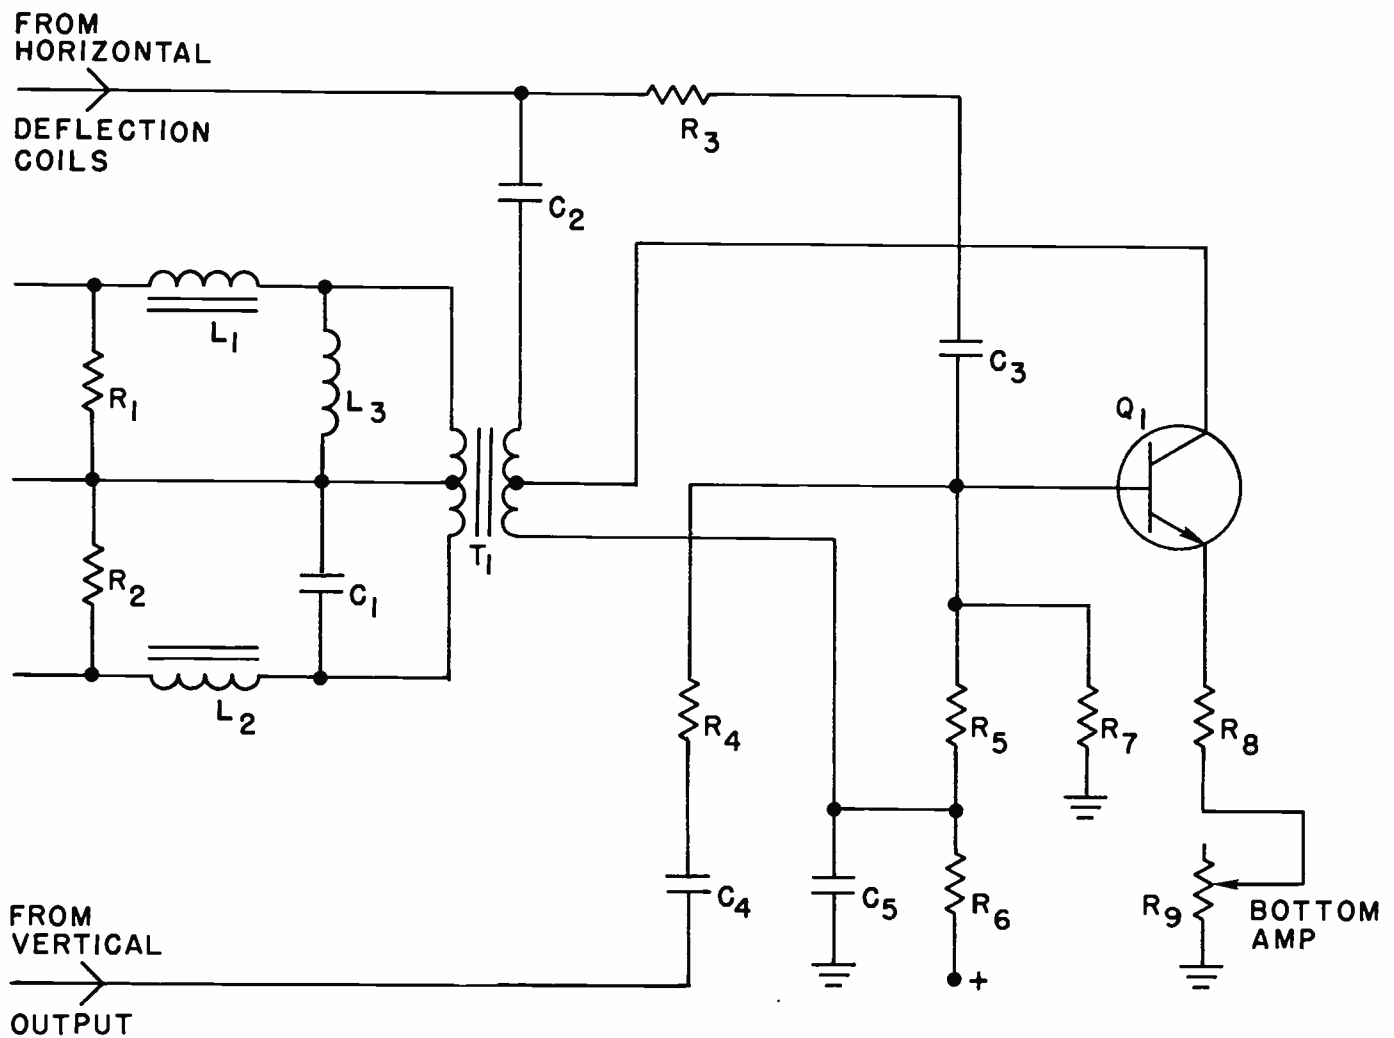 FROM
HORIZONTAL
DEFLECTION
COILS
R3
C2
L1
R1
L3
C3
Q1
T1
R2
C1
L2
R4
R5
R7
R8
C4
C5
R6
R9
BOTTOM
AMP
FROM
VERTICAL
OUTPUT
+